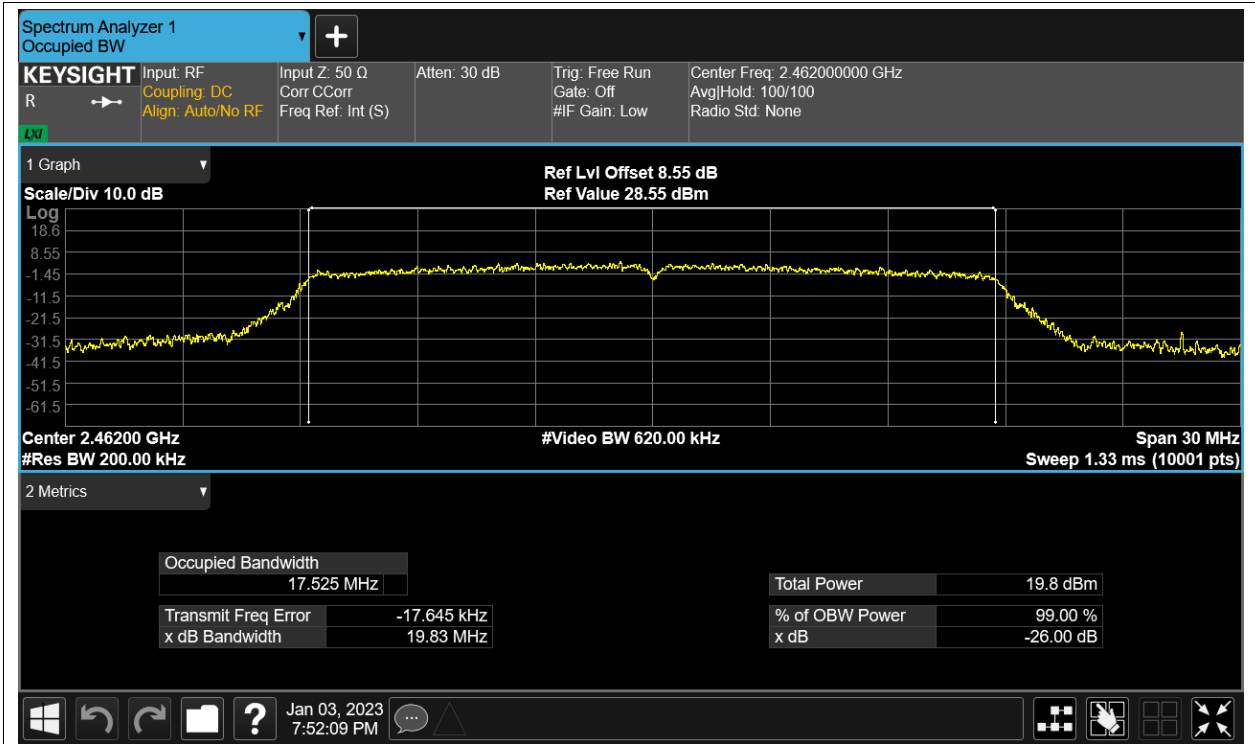 Spectrum Analyzer 1
Occupied BW
KEYSIGHT
R
LXI
Input: RF
Coupling: DC
Align: Auto/No RF
Input Z: 50 Ω
Corr CCorr
Freq Ref: Int (S)
Atten: 30 dB
Trig: Free Run
Gate: Off
#IF Gain: Low
Center Freq: 2.462000000 GHz
Avg|Hold: 100/100
Radio Std: None
1 Graph
Scale/Div 10.0 dB
Ref Lvl Offset 8.55 dB
Ref Value 28.55 dBm
Log
18.6
8.55
-1.45
-11.5
-21.5
-31.5
-41.5
-51.5
-61.5
Center 2.46200 GHz
#Video BW 620.00 kHz
Span 30 MHz
#Res BW 200.00 kHz
Sweep 1.33 ms (10001 pts)
2 Metrics
Occupied Bandwidth
17.525 MHz
Total Power 19.8 dBm
Transmit Freq Error -17.645 kHz
% of OBW Power 99.00 %
x dB Bandwidth 19.83 MHz
x dB -26.00 dB
?
Jan 03, 2023
7:52:09 PM